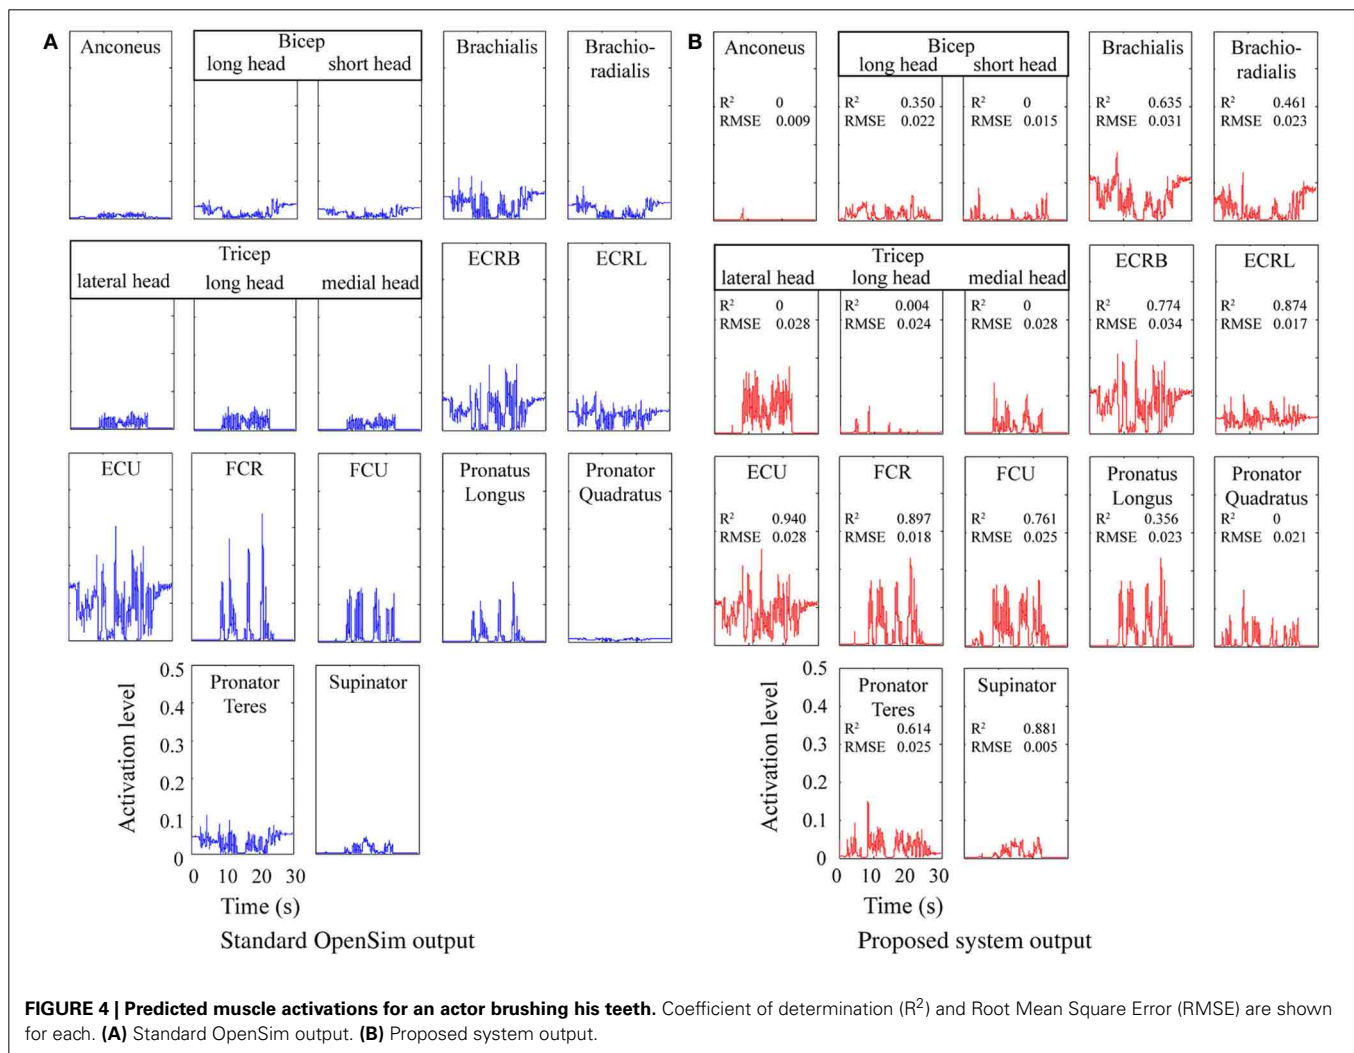 A
Anconeus
Bicep
long head short head
Brachialis
Brachio-
radialis
Tricep
lateral head long head medial head
ECRB
ECRL
ECU
FCR
FCU
Pronatus
Longus
Pronator
Quadratus
Pronator
Teres
Supinator
Activation level
0.5
0.4
0.3
0.2
0.1
0
0 10 20 30
Time (s)
Standard OpenSim output
B
Anconeus
R² 0
RMSE 0.009
Bicep
long head short head
R² 0.350
RMSE 0.022
R² 0
RMSE 0.015
Brachialis
R² 0.635
RMSE 0.031
Brachio-
radialis
R² 0.461
RMSE 0.023
Tricep
lateral head long head medial head
R² 0
RMSE 0.028
R² 0.004
RMSE 0.024
R² 0
RMSE 0.028
ECRB
R² 0.774
RMSE 0.034
ECRL
R² 0.874
RMSE 0.017
ECU
R² 0.940
RMSE 0.028
FCR
R² 0.897
RMSE 0.018
FCU
R² 0.761
RMSE 0.025
Pronatus
Longus
R² 0.356
RMSE 0.023
Pronator
Quadratus
R² 0
RMSE 0.021
Pronator
Teres
R² 0.614
RMSE 0.025
Supinator
R² 0.881
RMSE 0.005
Activation level
0.5
0.4
0.3
0.2
0.1
0
0 10 20 30
Time (s)
Proposed system output
FIGURE 4 | Predicted muscle activations for an actor brushing his teeth. Coefficient of determination (R²) and Root Mean Square Error (RMSE) are shown
for each. (A) Standard OpenSim output. (B) Proposed system output.